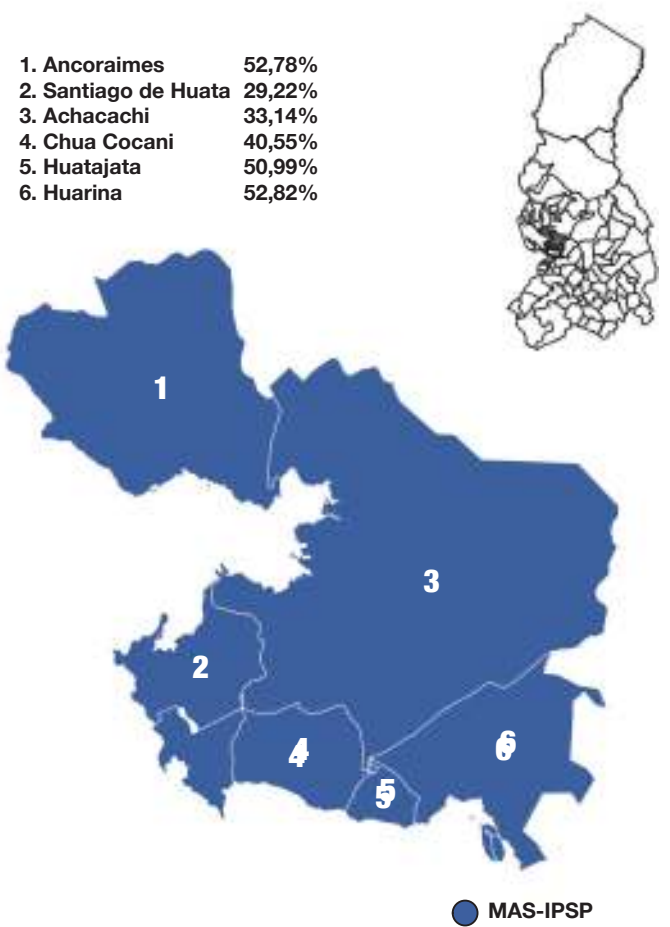 1. Ancoraimes 52,78%
2. Santiago de Huata 29,22%
3. Achacachi 33,14%
4. Chua Cocani 40,55%
5. Huatajata 50,99%
6. Huarina 52,82%
1
3
2
4
6
5
MAS-IPSP